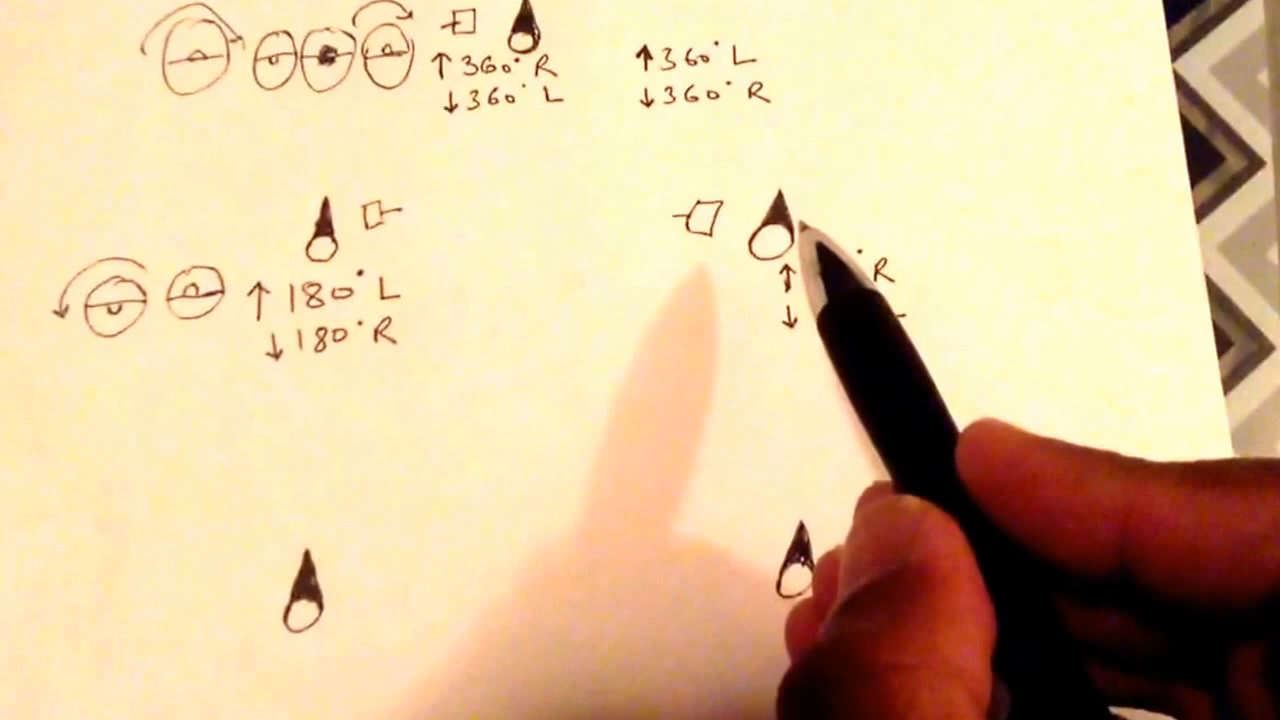 ↑360° R
↓360° L
↑360° L
↓360° R
↑180° L
↓180° R
↑ ° R
↓